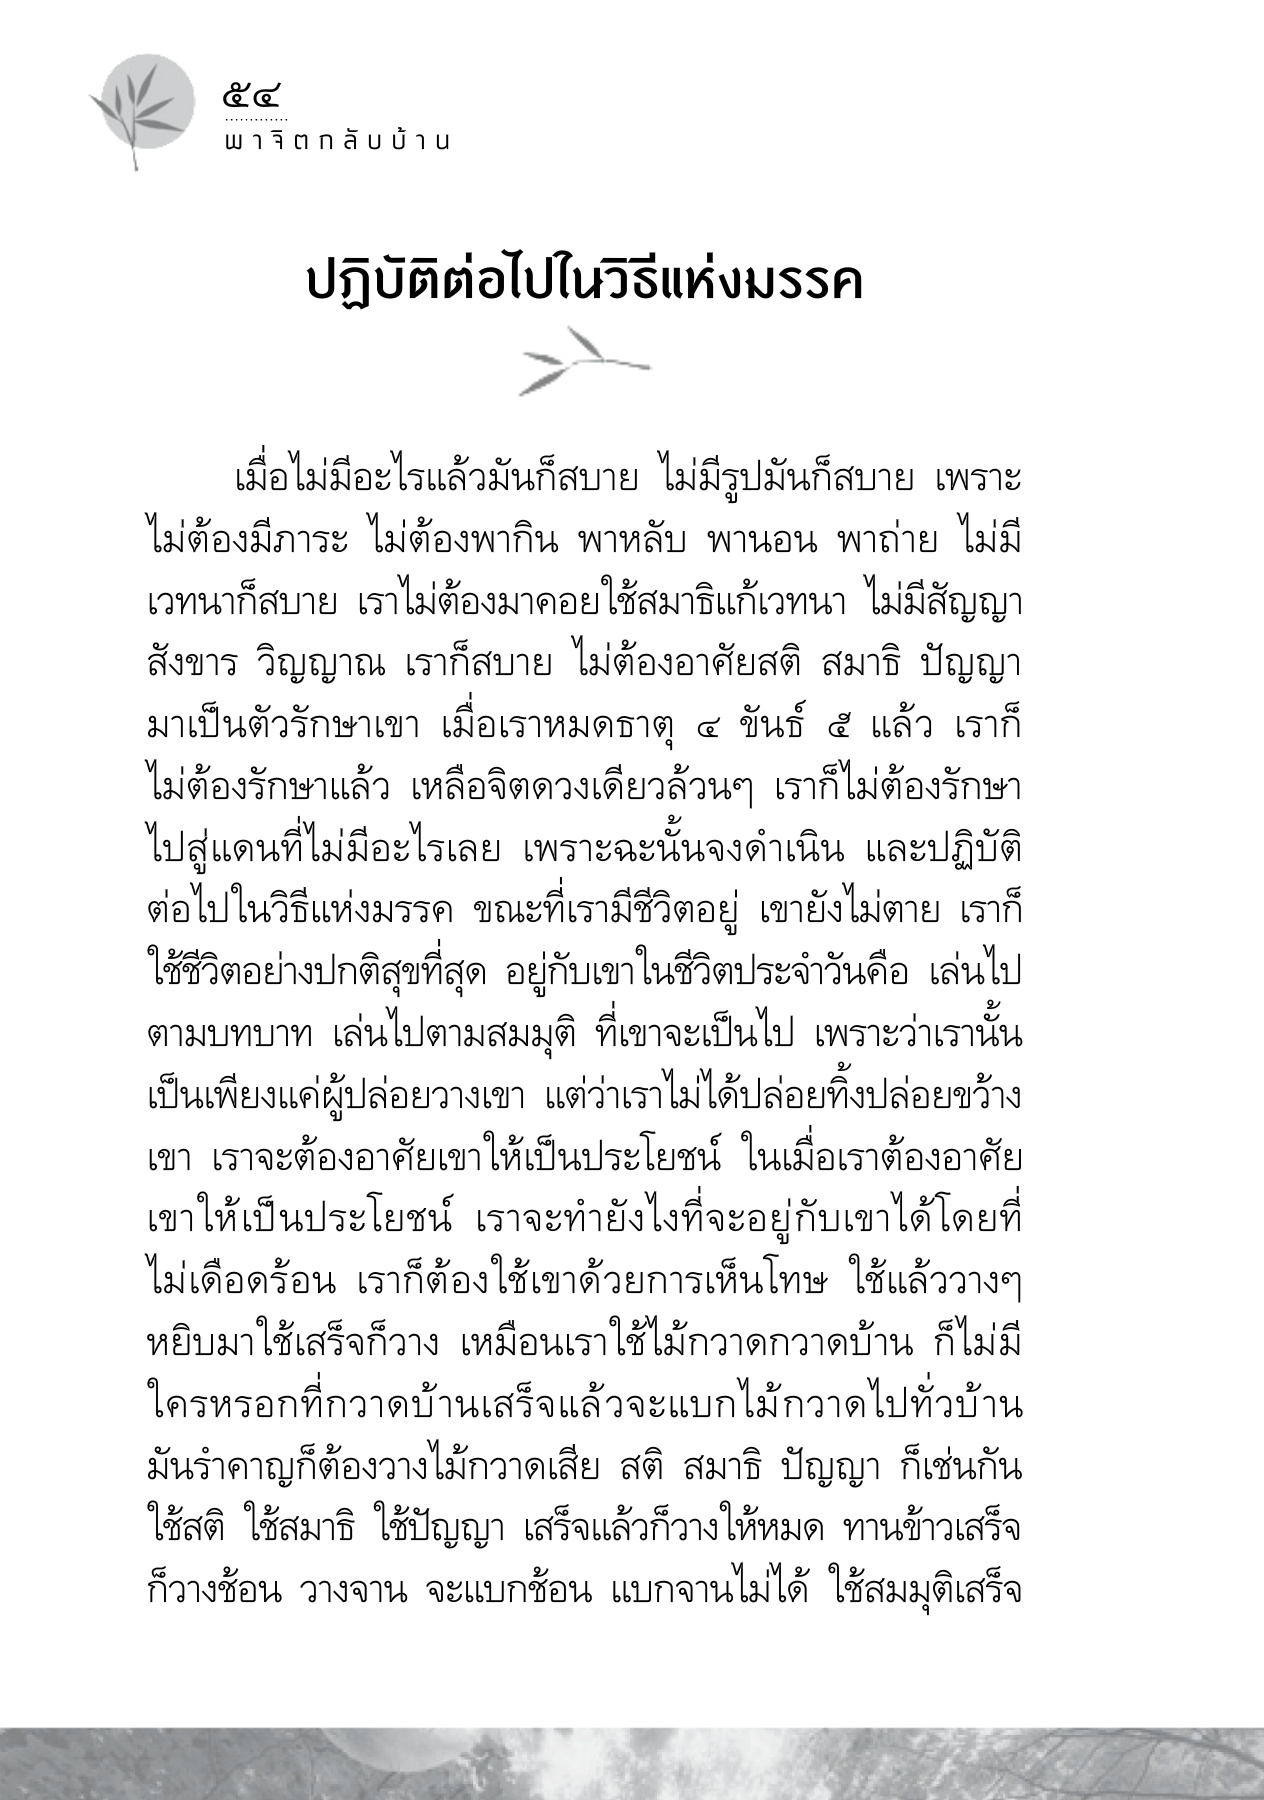 ๕๔
พาจิตกลับบ้าน
ปฏิบัติต่อไปในวิธีแห่งมรรค
เมื่อไม่มีอะไรแล้วมันก็สบาย ไม่มีรูปมันก็สบาย เพราะ
ไม่ต้องมีภาระ ไม่ต้องพากิน พาหลับ พานอน พาถ่าย ไม่มี
เวทนาก็สบาย เราไม่ต้องมาคอยใช้สมาธิแก้เวทนา ไม่มีสัญญา
สังขาร วิญญาณ เราก็สบาย ไม่ต้องอาศัยสติ สมาธิ ปัญญา
มาเป็นตัวรักษาเขา เมื่อเราหมดธาตุ ๔ ขันธ์ ๕ แล้ว เราก็
ไม่ต้องรักษาแล้ว เหลือจิตดวงเดียวล้วนๆ เราก็ไม่ต้องรักษา
ไปสู่แดนที่ไม่มีอะไรเลย เพราะฉะนั้นจงดำเนิน และปฏิบัติ
ต่อไปในวิธีแห่งมรรค ขณะที่เรามีชีวิตอยู่ เขายังไม่ตาย เราก็
ใช้ชีวิตอย่างปกติสุขที่สุด อยู่กับเขาในชีวิตประจำวันคือ เล่นไป
ตามบทบาท เล่นไปตามสมมุติ ที่เขาจะเป็นไป เพราะว่าเรานั้น
เป็นเพียงแค่ผู้ปล่อยวางเขา แต่ว่าเราไม่ได้ปล่อยทิ้งปล่อยขว้าง
เขา เราจะต้องอาศัยเขาให้เป็นประโยชน์ ในเมื่อเราต้องอาศัย
เขาให้เป็นประโยชน์ เราจะทำยังไงที่จะอยู่กับเขาได้โดยที่
ไม่เดือดร้อน เราก็ต้องใช้เขาด้วยการเห็นโทษ ใช้แล้ววางๆ
หยิบมาใช้เสร็จก็วาง เหมือนเราใช้ไม้กวาดกวาดบ้าน ก็ไม่มี
ใครหรอกที่กวาดบ้านเสร็จแล้วจะแบกไม้กวาดไปทั่วบ้าน
มันรำคาญก็ต้องวางไม้กวาดเสีย สติ สมาธิ ปัญญา ก็เช่นกัน
ใช้สติ ใช้สมาธิ ใช้ปัญญา เสร็จแล้วก็วางให้หมด ทานข้าวเสร็จ
ก็วางช้อน วางจาน จะแบกช้อน แบกจานไม่ได้ ใช้สมมุติเสร็จ